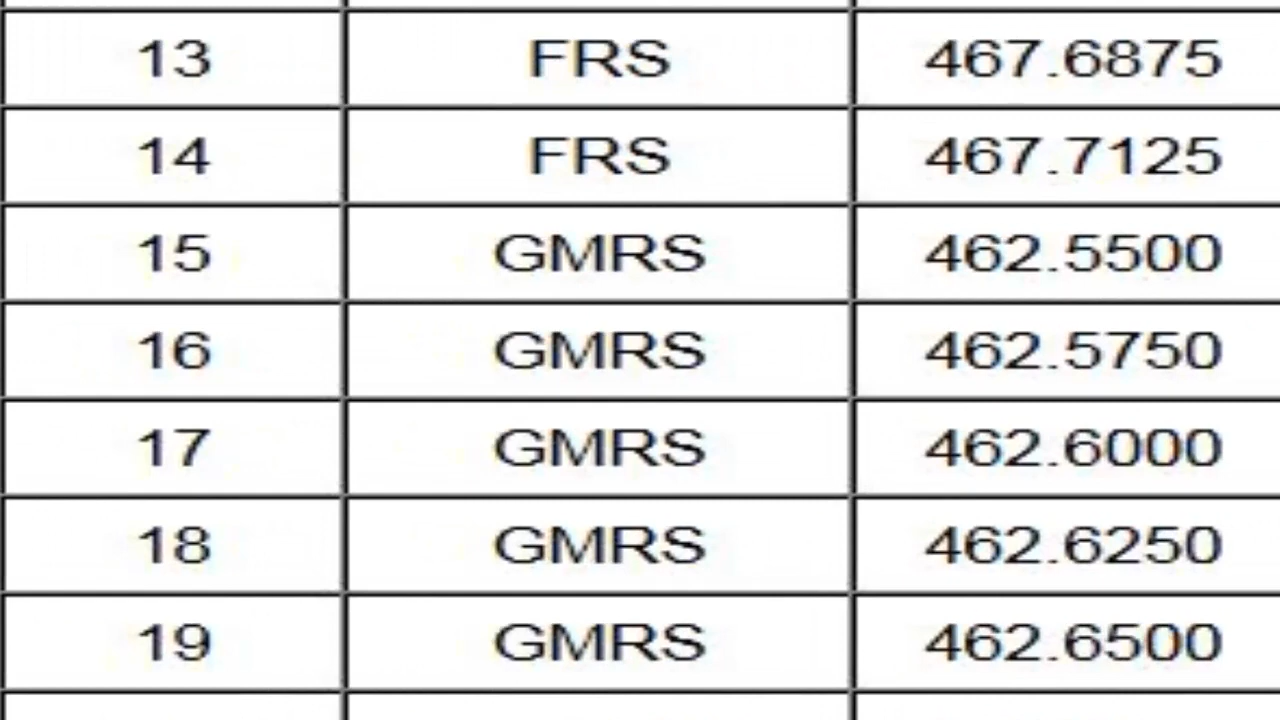 13 FRS 467.6875
14 FRS 467.7125
15 GMRS 462.5500
16 GMRS 462.5750
17 GMRS 462.6000
18 GMRS 462.6250
19 GMRS 462.6500